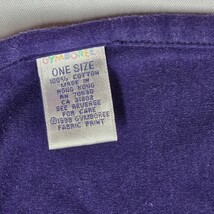 GYMBOREE
ONE SIZE
100% COTTON
MADE IN
HONG KONG
RN 70630
CA 31802
SEE REVERSE
FOR CARE
©1998 GYMBOREE
FABRIC PRINT